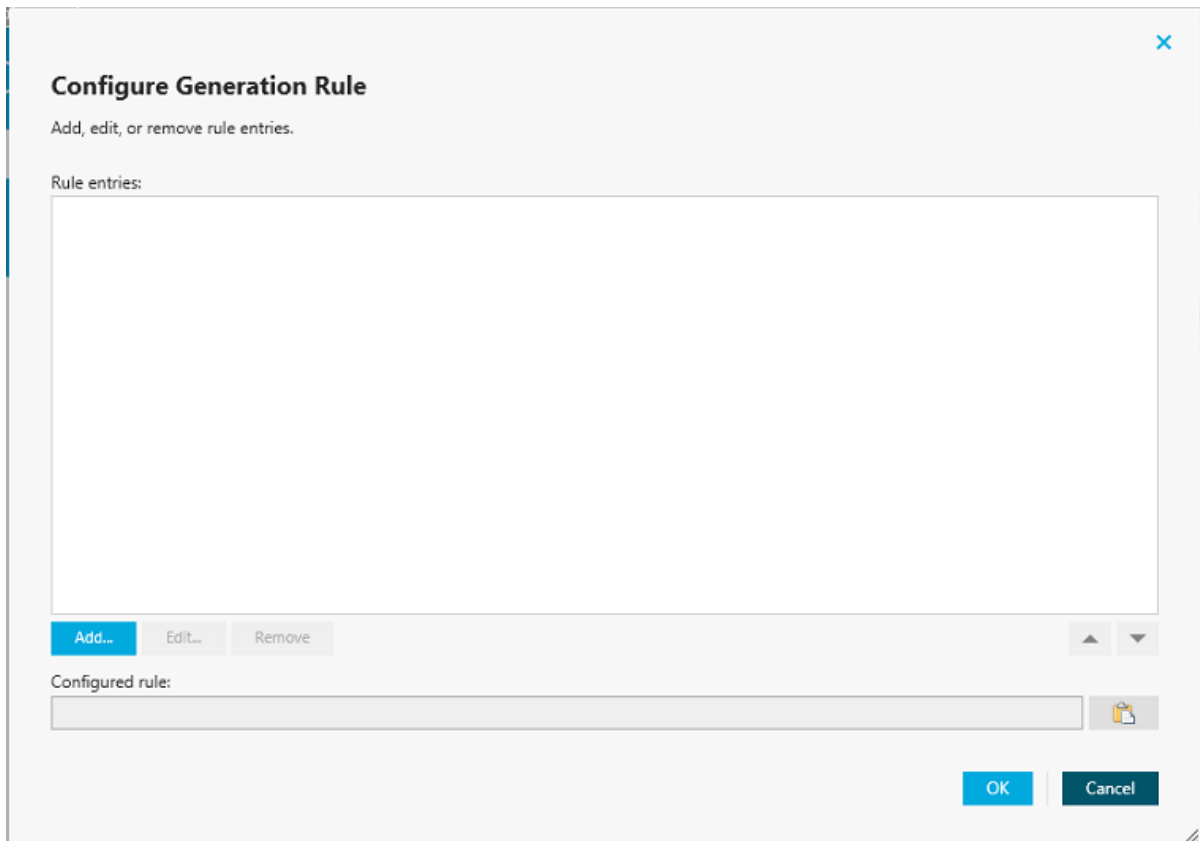 Configure Generation Rule
Add, edit, or remove rule entries.
Rule entries:
Add... Edit... Remove
Configured rule:
OK Cancel